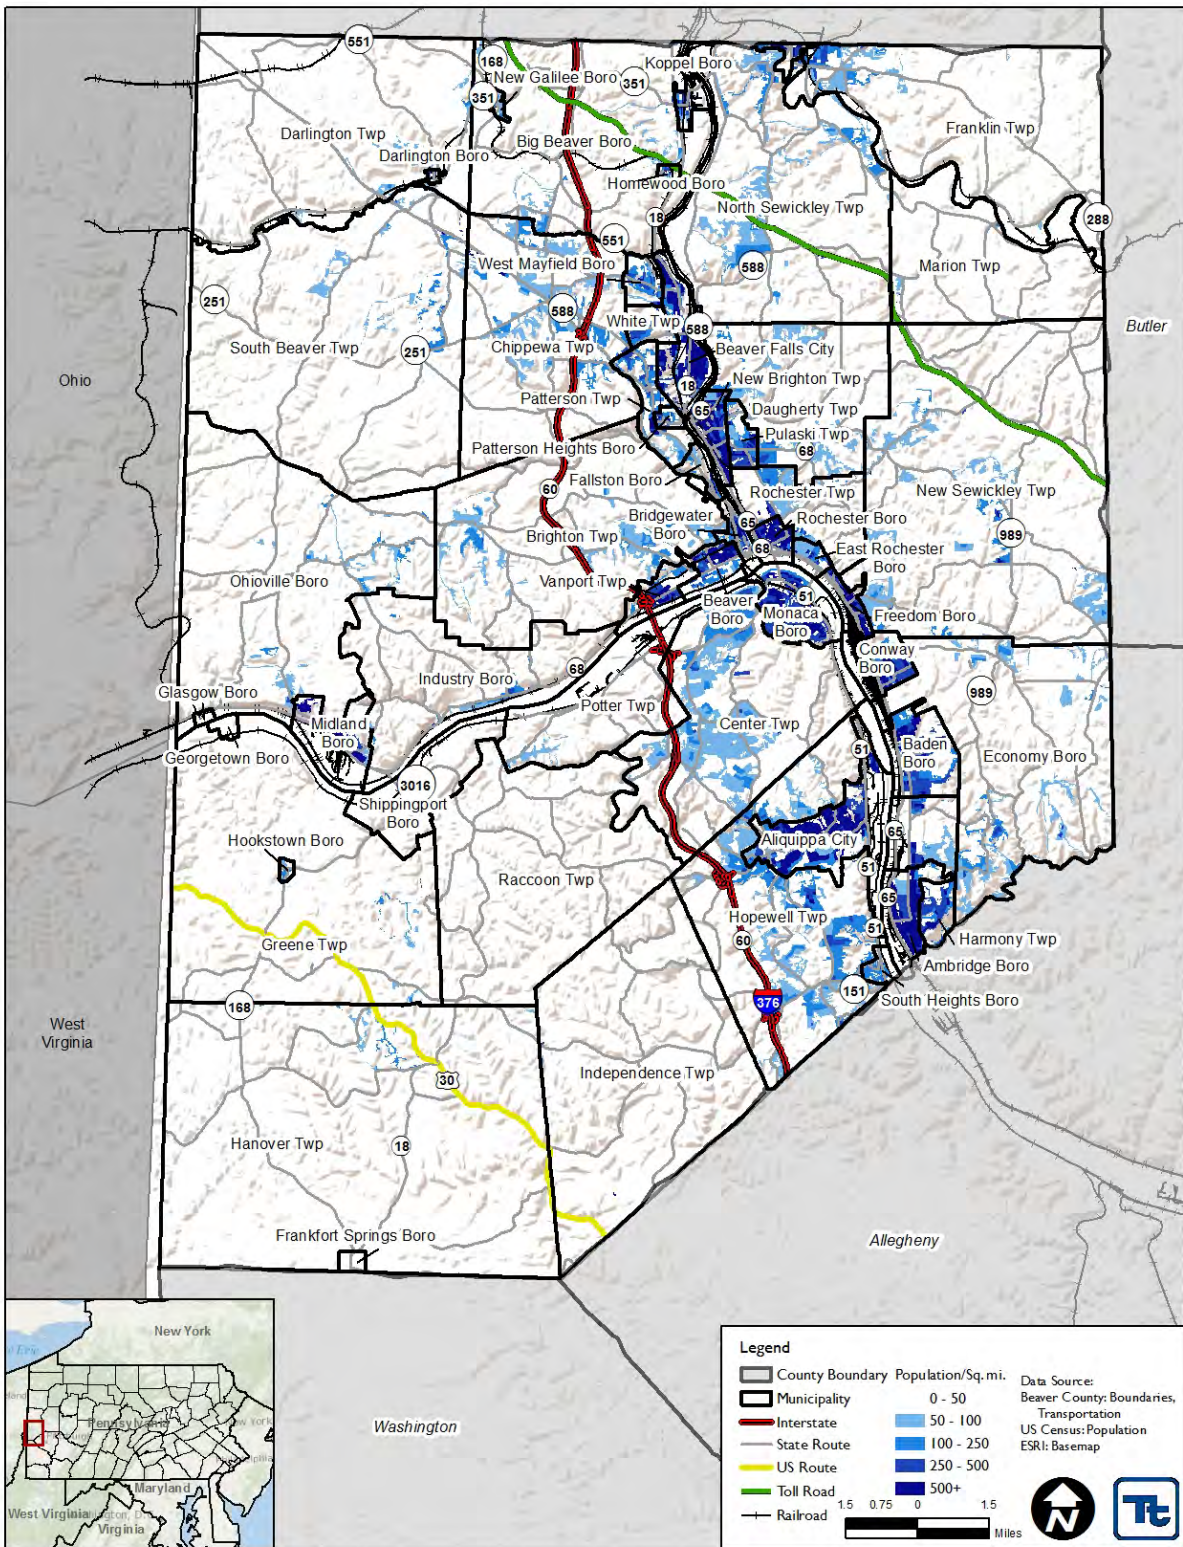 551
168
New Galilee Boro
351
351
Koppel Boro
Darlington Twp
Darlington Boro
Big Beaver Boro
Franklin Twp
Homewood Boro
18
North Sewickley Twp
288
551
West Mayfield Boro
588
Marion Twp
251
588
White Twp
588
Butler
South Beaver Twp
251
Chippewa Twp
Beaver Falls City
Ohio
18
New Brighton Twp
Patterson Twp
65
Daugherty Twp
Pulaski Twp
Patterson Heights Boro
68
Fallston Boro
60
Rochester Twp
New Sewickley Twp
Bridgewater
Boro
65
Rochester Boro
Brighton Twp
68
989
East Rochester
Boro
Ohioville Boro
Vanport Twp
Beaver
Boro
51
Monaca
Boro
Freedom Boro
Conway
Boro
68
Industry Boro
Glasgow Boro
989
Potter Twp
Midland
Boro
Center Twp
Georgetown Boro
51
Baden
Boro
Economy Boro
3016
Shippingport
Boro
Hookstown Boro
Aliquippa City
65
51
Raccoon Twp
65
Hopewell Twp
51
Greene Twp
60
Harmony Twp
Ambridge Boro
151
South Heights Boro
168
376
West
Virginia
30
Independence Twp
Hanover Twp
18
Frankfort Springs Boro
Allegheny
Washington
New York
Pennsylvania
Maryland
West Virginia
Virginia
Legend
County Boundary
Municipality
Interstate
State Route
US Route
Toll Road
Railroad
Population/Sq. mi.
0 - 50
50 - 100
100 - 250
250 - 500
500+
Data Source:
Beaver County: Boundaries,
Transportation
US Census: Population
ESRI: Basemap
1.5 0.75 0 1.5
Miles
N
Tt